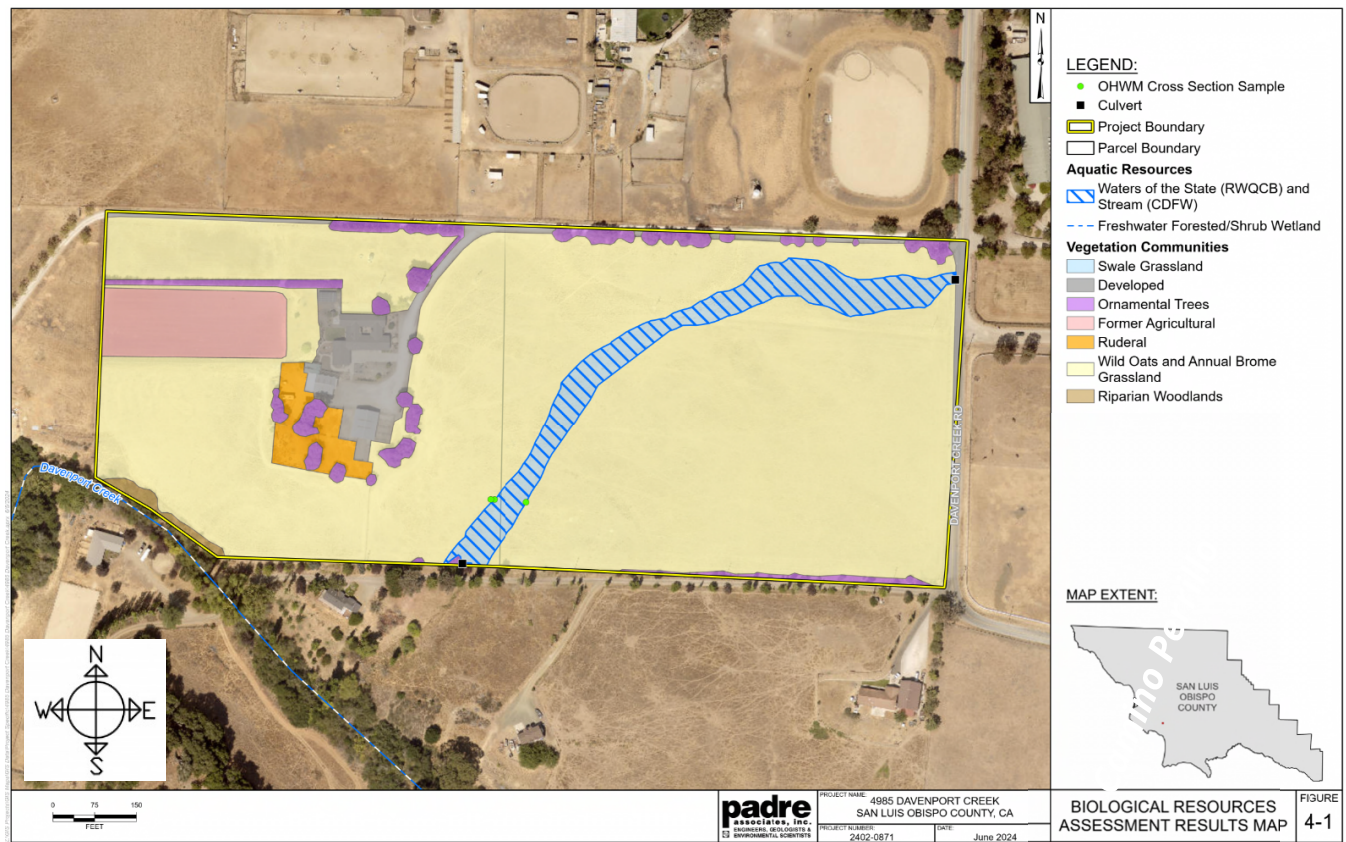 N
LEGEND:
OHWM Cross Section Sample
Culvert
Project Boundary
Parcel Boundary
Aquatic Resources
Waters of the State (RWQCB) and
Stream (CDFW)
Freshwater Forested/Shrub Wetland
Vegetation Communities
Swale Grassland
Developed
Ornamental Trees
Former Agricultural
Ruderal
Wild Oats and Annual Brome
Grassland
Riparian Woodlands
DAVENPORT CREEK RD
Davenport Creek
MAP EXTENT:
SAN LUIS
OBISPO
COUNTY
N
W E
S
0 75 150
FEET
padre
associates, inc.
ENGINEERS, GEOLOGISTS &
ENVIRONMENTAL SCIENTISTS
PROJECT NAME:
4985 DAVENPORT CREEK
SAN LUIS OBISPO COUNTY, CA
PROJECT NUMBER:
2402-0871
DATE:
June 2024
BIOLOGICAL RESOURCES
ASSESSMENT RESULTS MAP
FIGURE
4-1